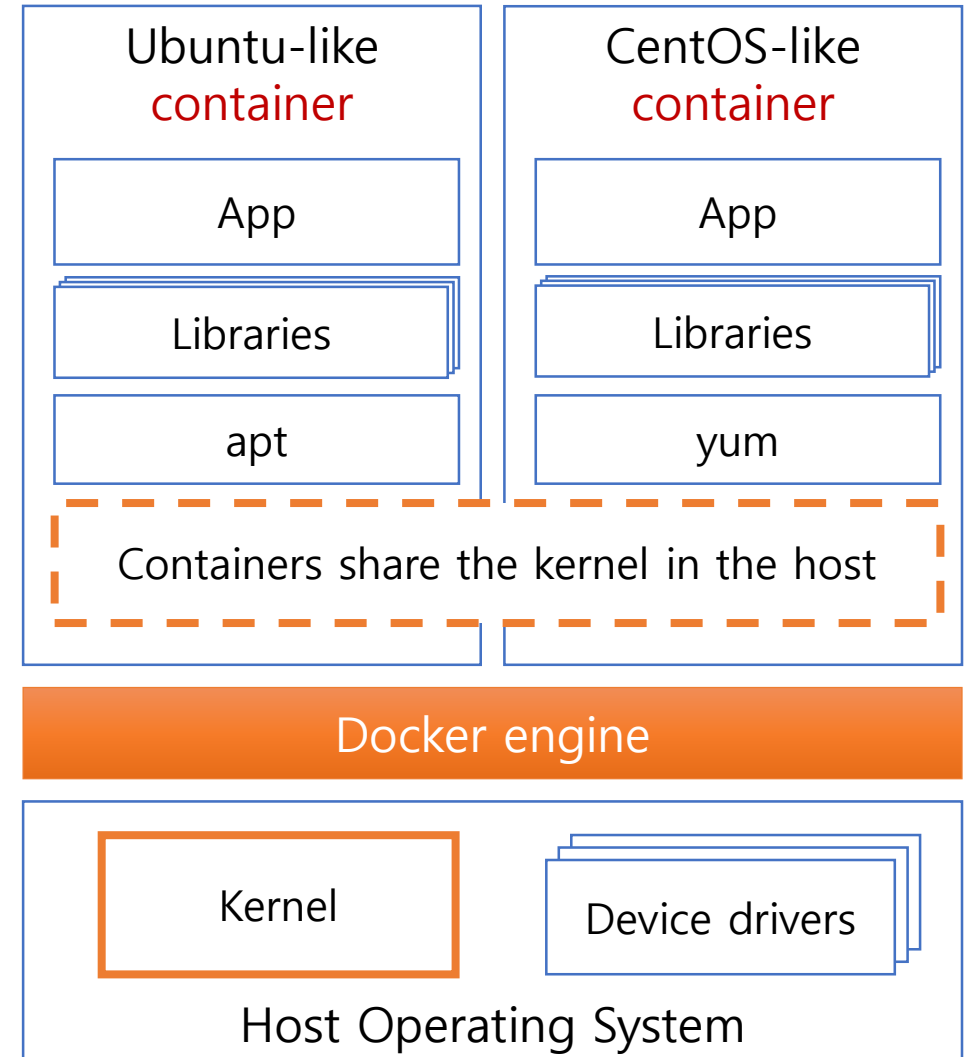 Ubuntu-like
container
App
Libraries
apt
CentOS-like
container
App
Libraries
yum
Containers share the kernel in the host
Docker engine
Kernel
Device drivers
Host Operating System